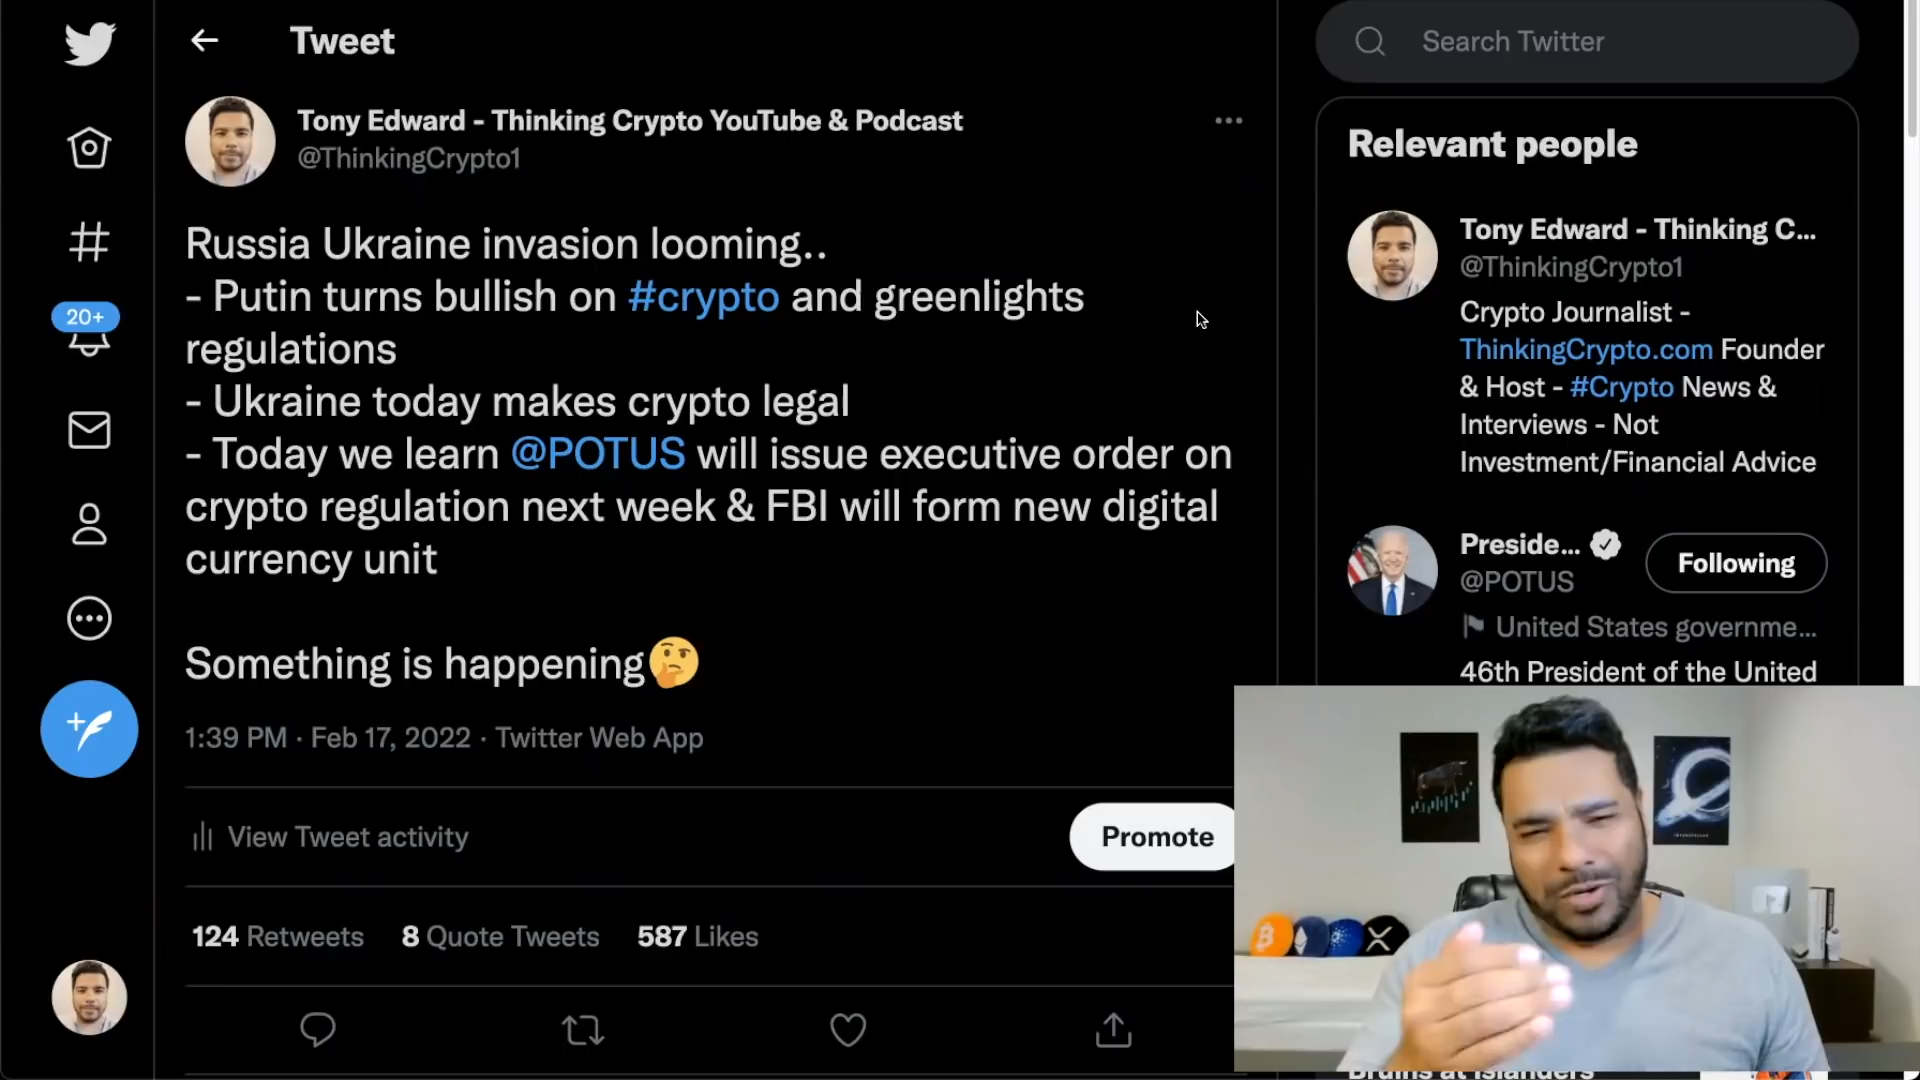 Tweet
Search Twitter
Tony Edward - Thinking Crypto YouTube & Podcast
@ThinkingCrypto1
Russia Ukraine invasion looming..
- Putin turns bullish on #crypto and greenlights
regulations
- Ukraine today makes crypto legal
- Today we learn @POTUS will issue executive order on
crypto regulation next week & FBI will form new digital
currency unit
Something is happening🤔
1:39 PM · Feb 17, 2022 · Twitter Web App
View Tweet activity
Promote
124 Retweets 8 Quote Tweets 587 Likes
20+
Relevant people
Tony Edward - Thinking C...
@ThinkingCrypto1
Crypto Journalist -
ThinkingCrypto.com Founder
& Host - #Crypto News &
Interviews - Not
Investment/Financial Advice
Preside...
@POTUS
Following
United States governme...
46th President of the United
Bruins at Islanders